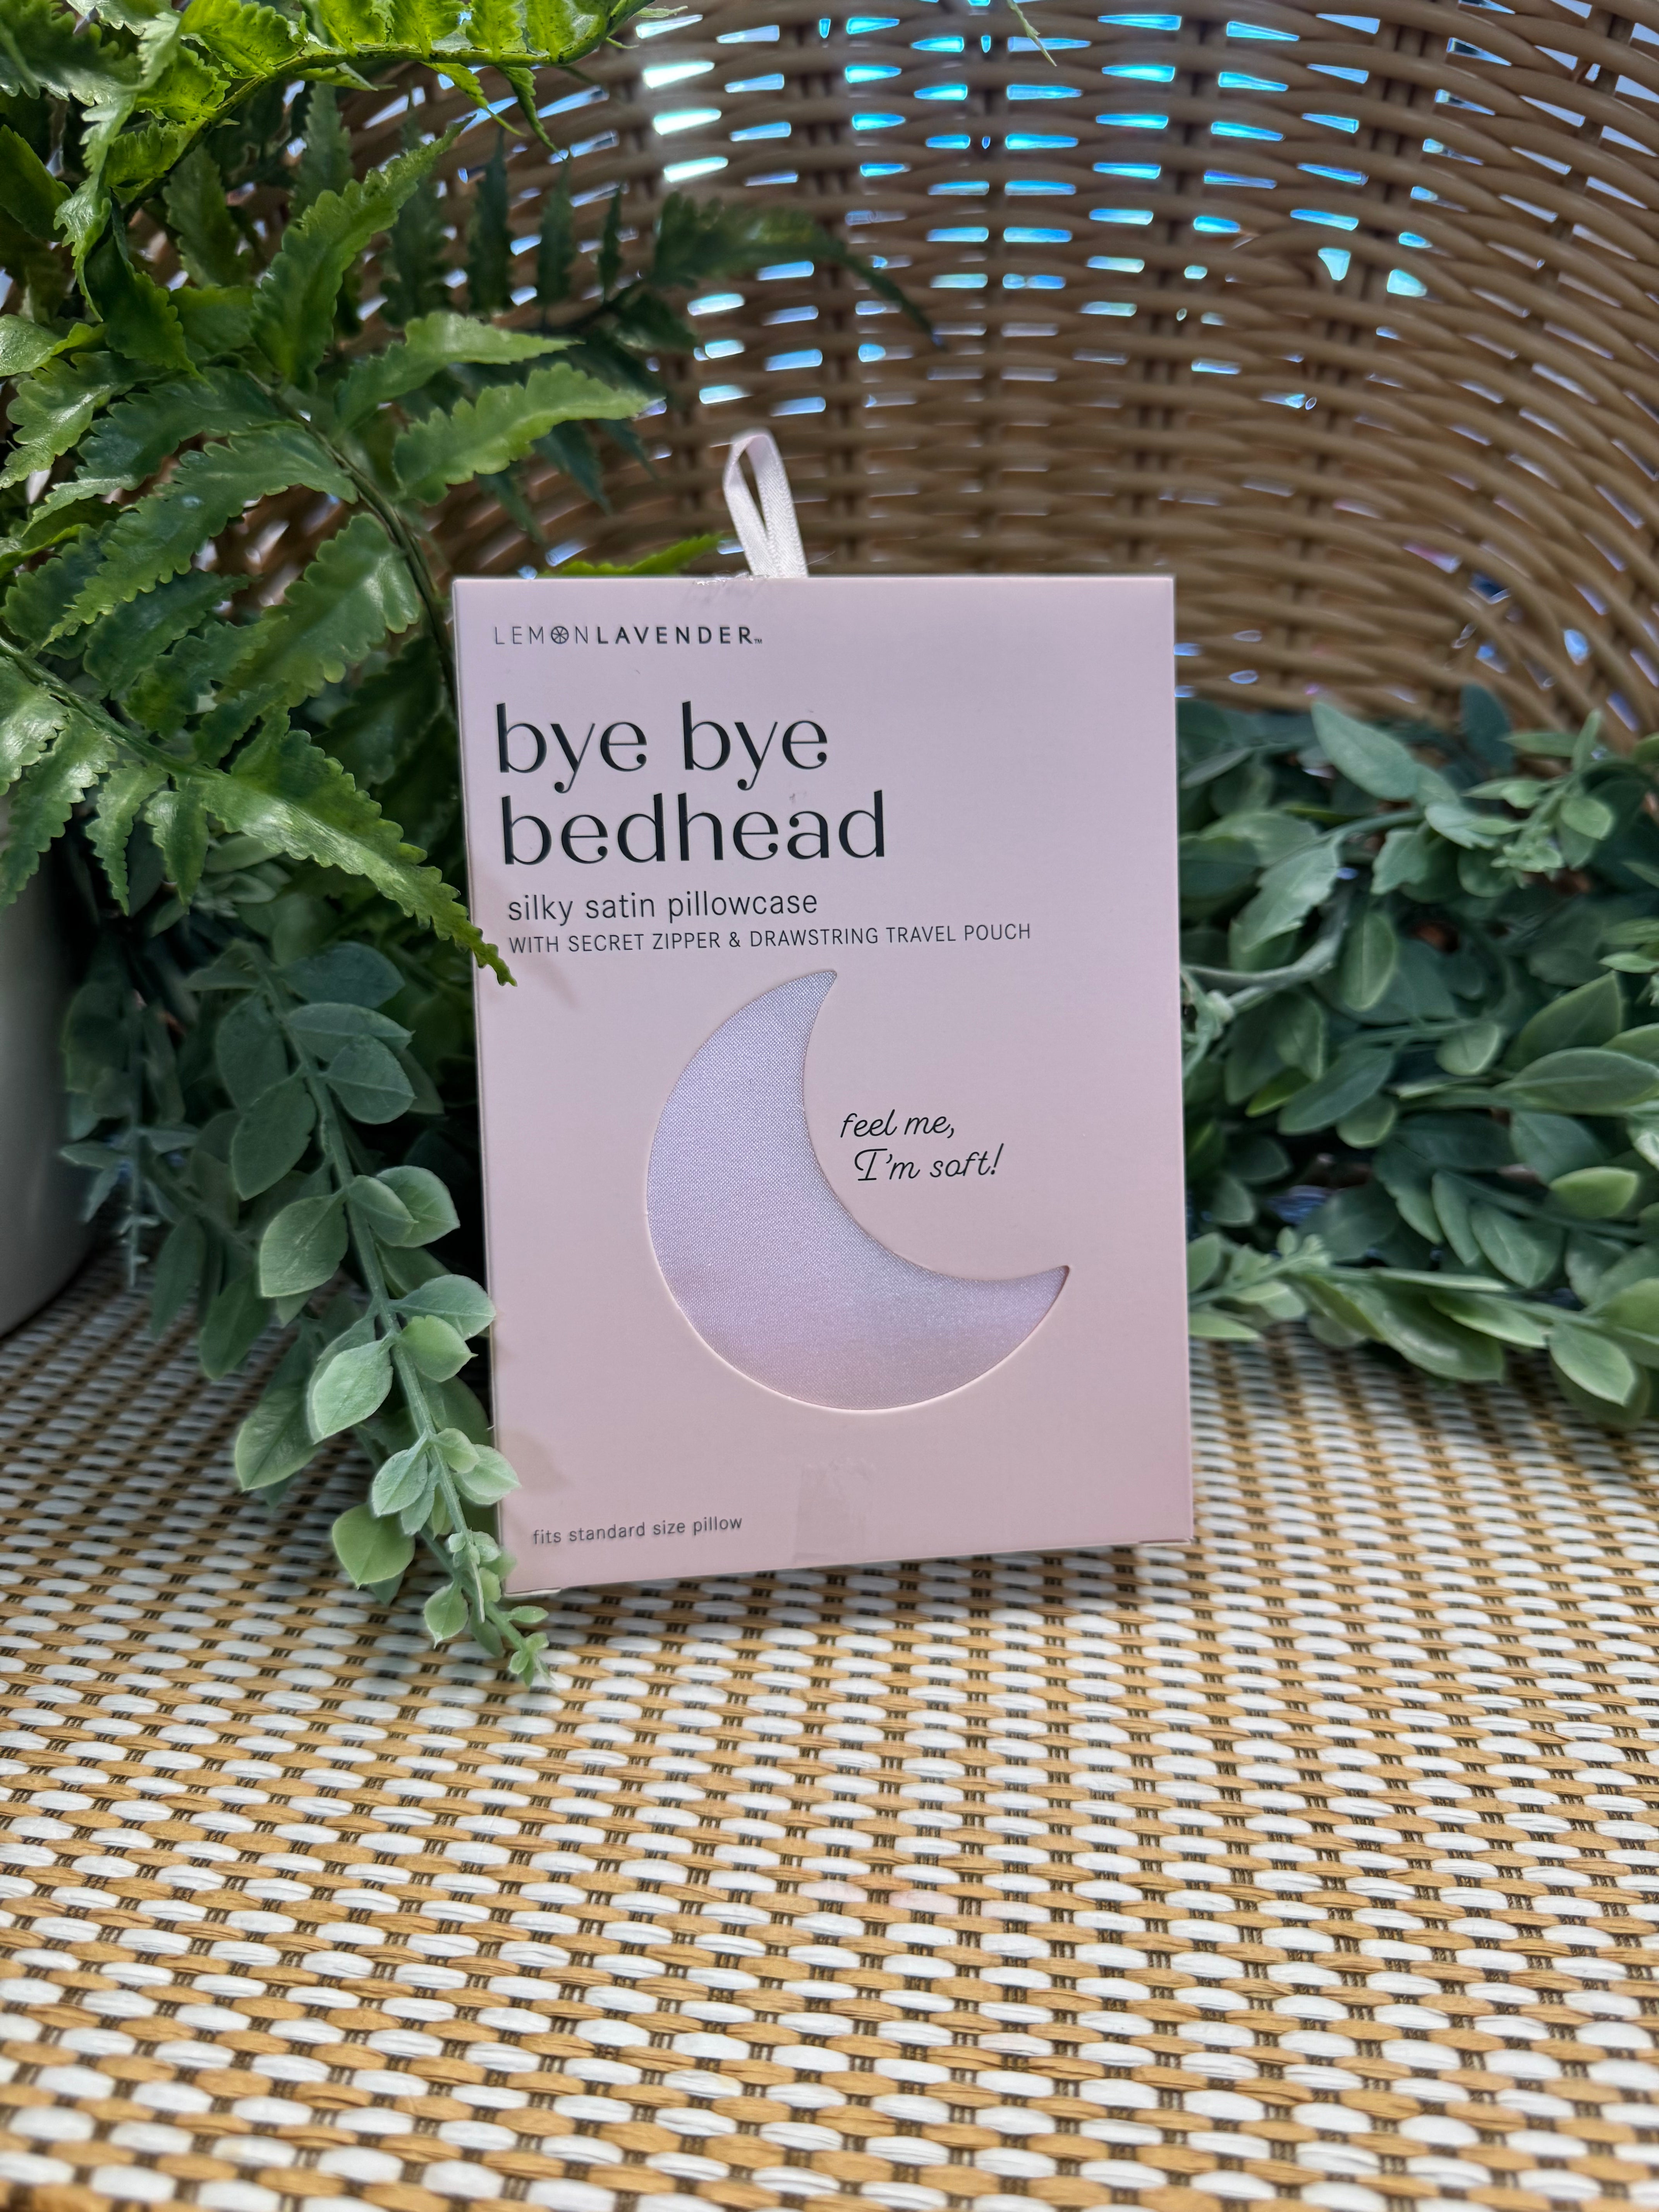 LEMONLAVENDER™
bye bye
bedhead
silky satin pillowcase
WITH SECRET ZIPPER & DRAWSTRING TRAVEL POUCH
feel me,
I'm soft!
fits standard size pillow